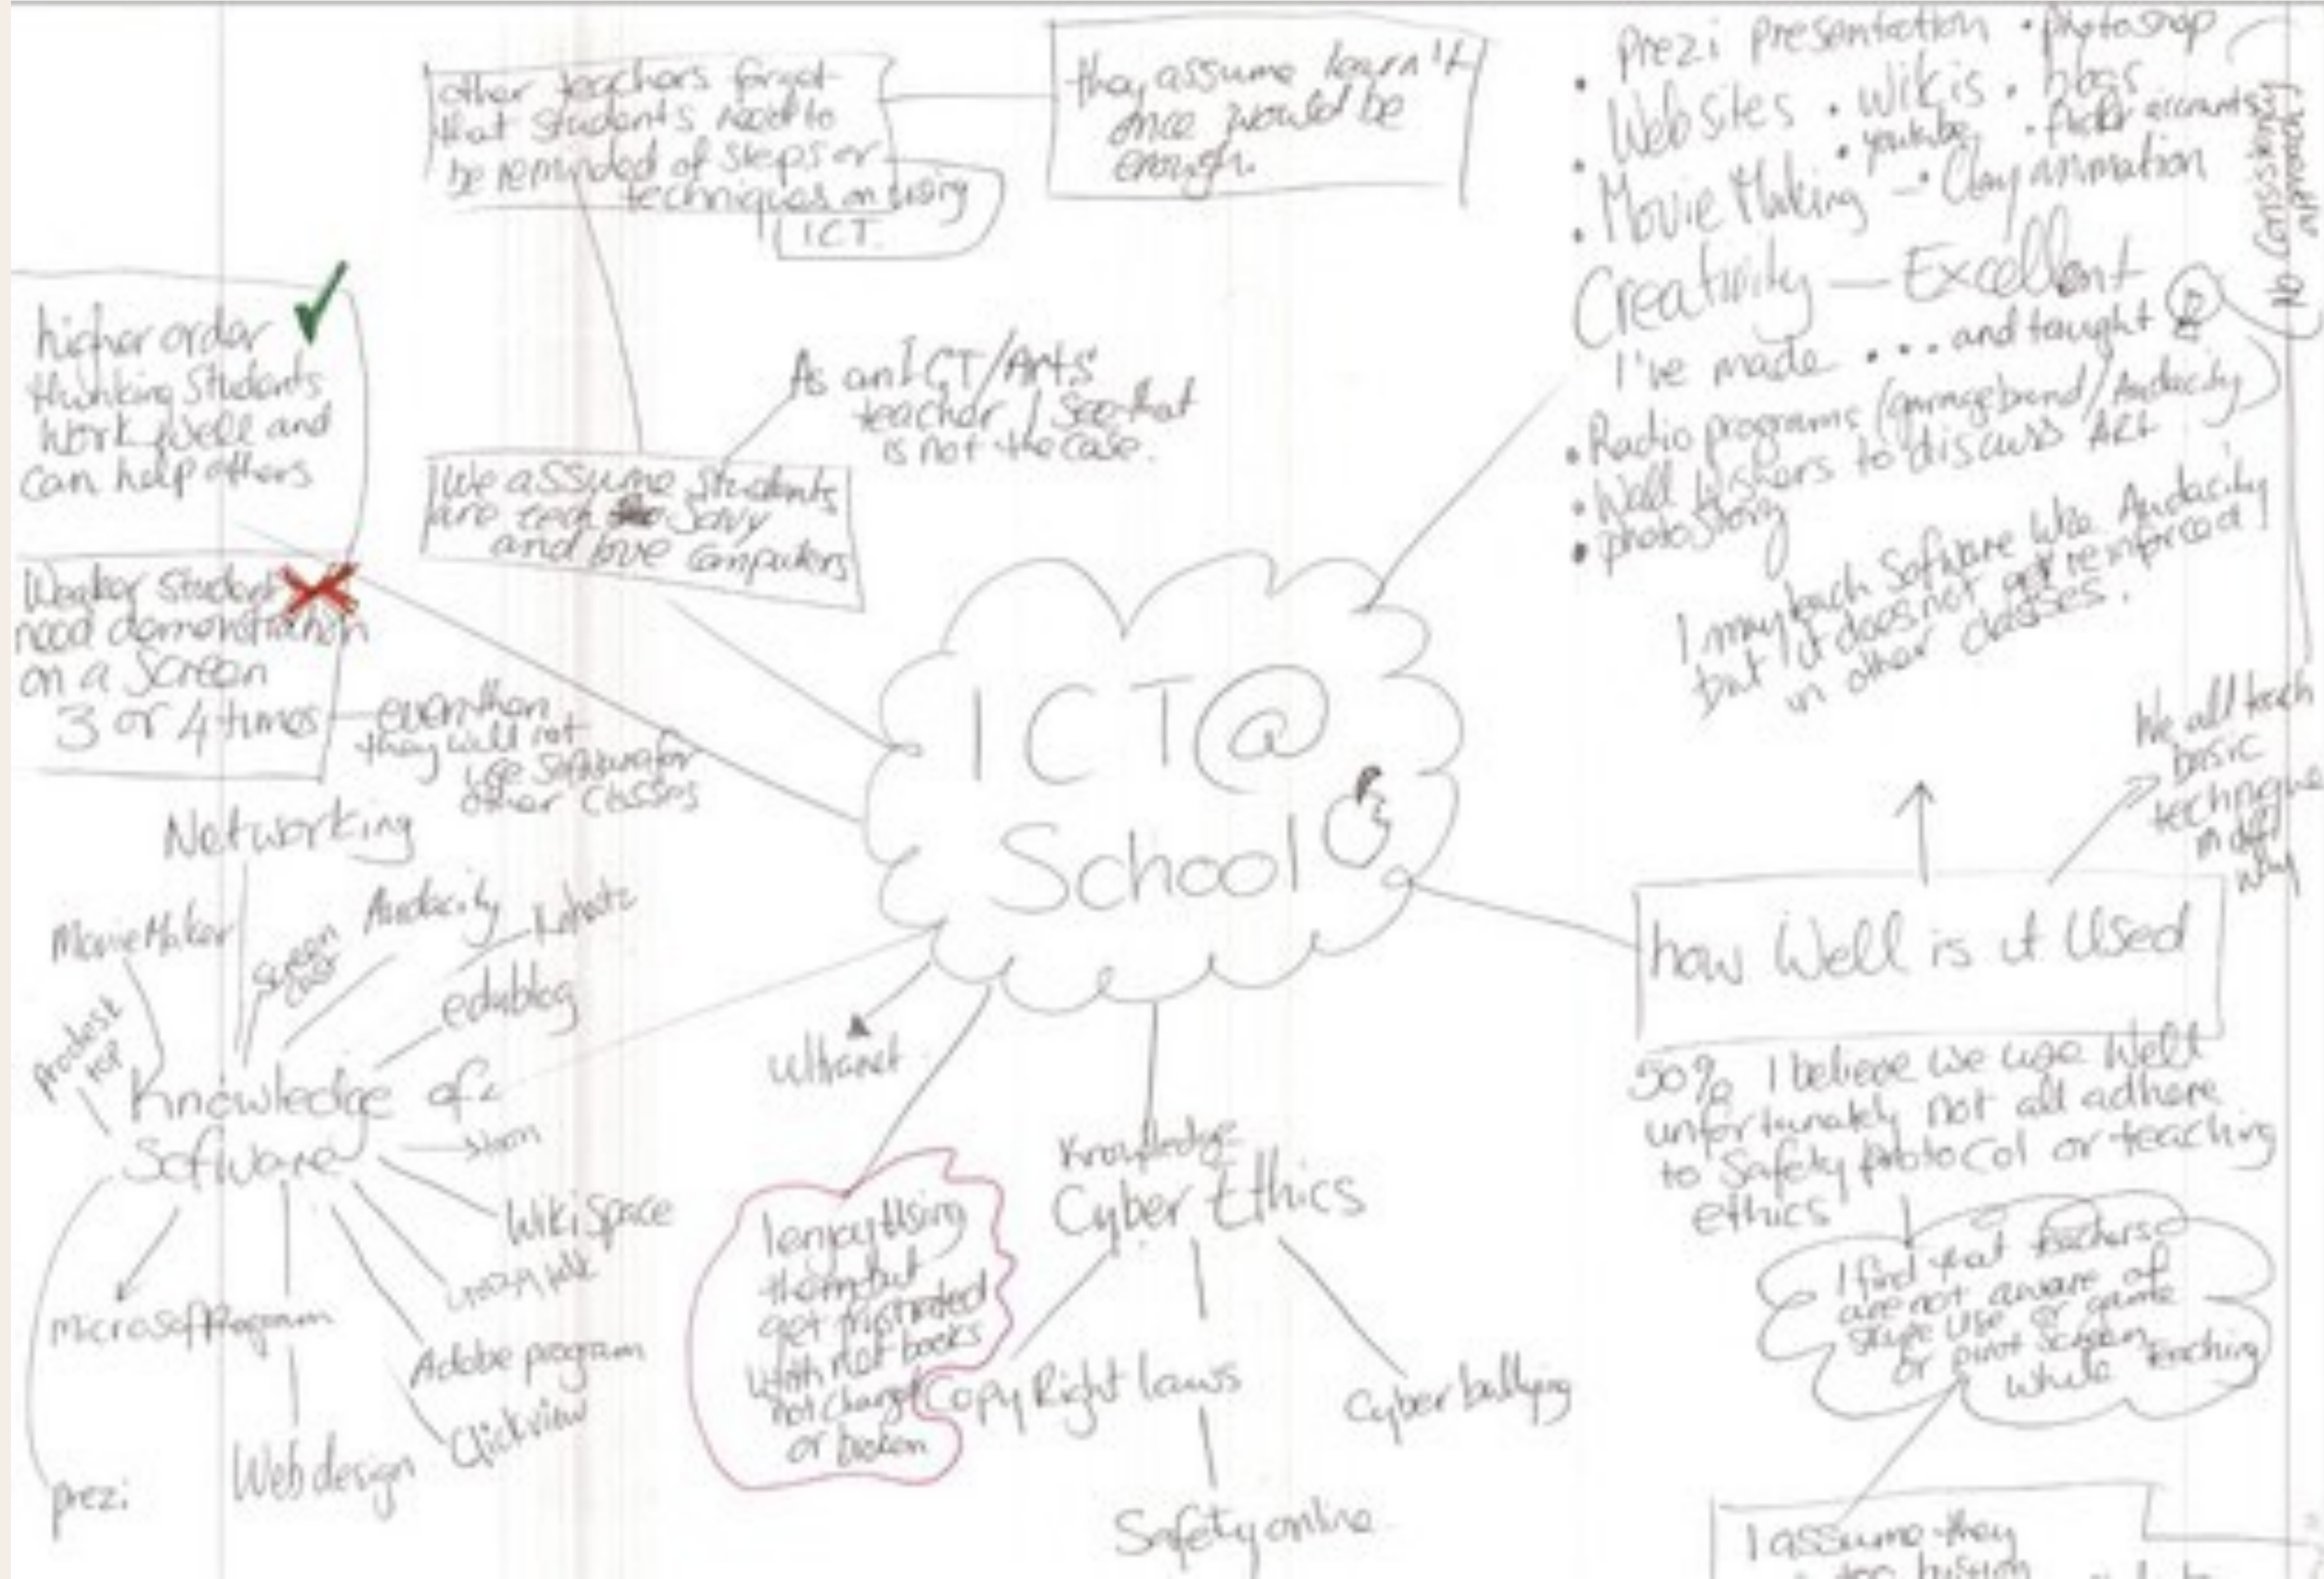 other teachers forget
that students need to
be reminded of steps or
techniques on using
ICT.
they assume learn it
once would be
enough.
prezi presentation • photoshop
• Websites • Wikis • blogs
• youtube • flickr accounts
• Movie Making - • Clay animation
Creativity — Excellent
I've made • • • and taught
• Radio programs (garageband / Audacity)
• Wall Wishers to discuss ART
• photostory
I may teach Software like Audacity
but it does not get reinforced
in other classes.
No Consistent
higher order
thinking Students
work well and
can help others
As an ICT/Arts
teacher I see that
is not the case.
We assume students
are tech savy
and love computers
Weaker student
need demonstration
on a screen
3 or 4 times
even then
they will not
use software for
other classes
ICT@
School
We all teach
basic
technique
in diff
way
how Well is it Used
50% I believe we use Well
unfortunately not all adhere
to Safety protocol or teaching
ethics
I find that teachers
are not aware of
skype use or game
or pivot screen
while teaching
I assume they
Networking
MovieMaker
Audacity
edublog
Knowledge of
Software
Wikispace
crazy talk
Microsoft Program
Adobe program
Clickview
Web design
prezi
Ultranet
I enjoy Using
them but
get frustrated
with not books
not charged
or broken
Knowledge
Cyber Ethics
Copy Right laws
Cyber bullying
Safety online